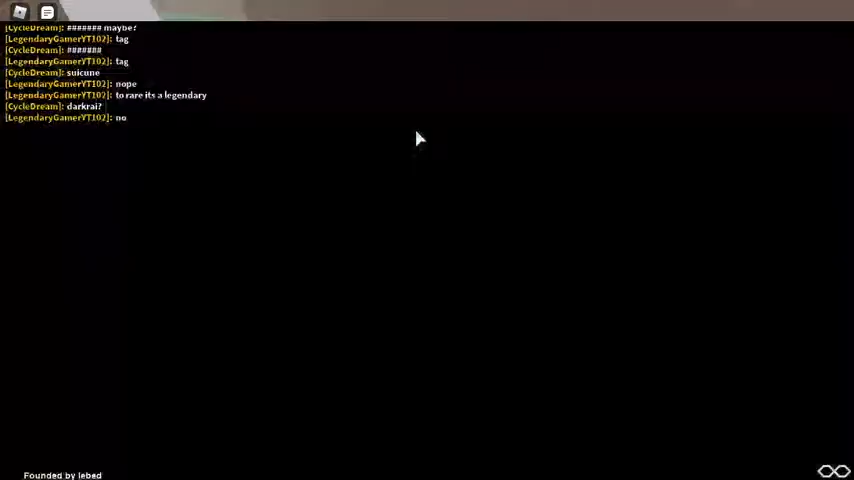 [CycleDream]: ####### maybe?
[LegendaryGamerYT102]: tag
[CycleDream]: #######
[LegendaryGamerYT102]: tag
[CycleDream]: suicune
[LegendaryGamerYT102]: nope
[LegendaryGamerYT102]: to rare its a legendary
[CycleDream]: darkrai?
[LegendaryGamerYT102]: no
Founded by lebed